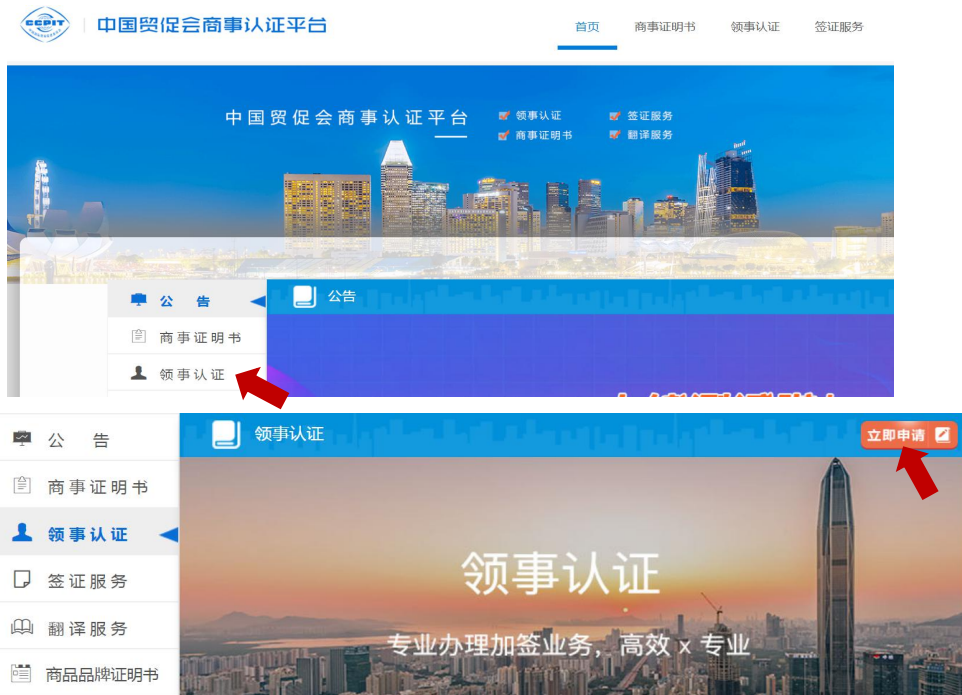 CCPIT
中国贸促会商事认证平台
首页 商事证明书 领事认证 签证服务
中国贸促会商事认证平台
领事认证 签证服务
商事证明书 翻译服务
公 告
公告
商事证明书
领事认证
公 告
领事认证
立即申请
商事证明书
领事认证
领事认证
签证服务
翻译服务
专业办理加签业务，高效 x 专业
商品品牌证明书